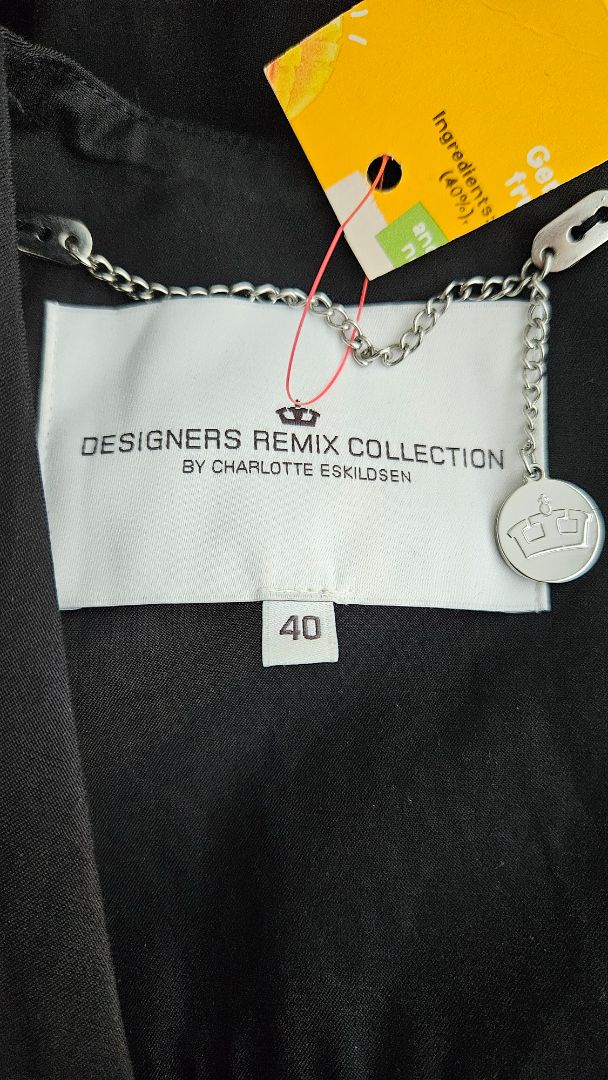 Ingredients:
(40%),
DESIGNERS REMIX COLLECTION
BY CHARLOTTE ESKILDSEN
40